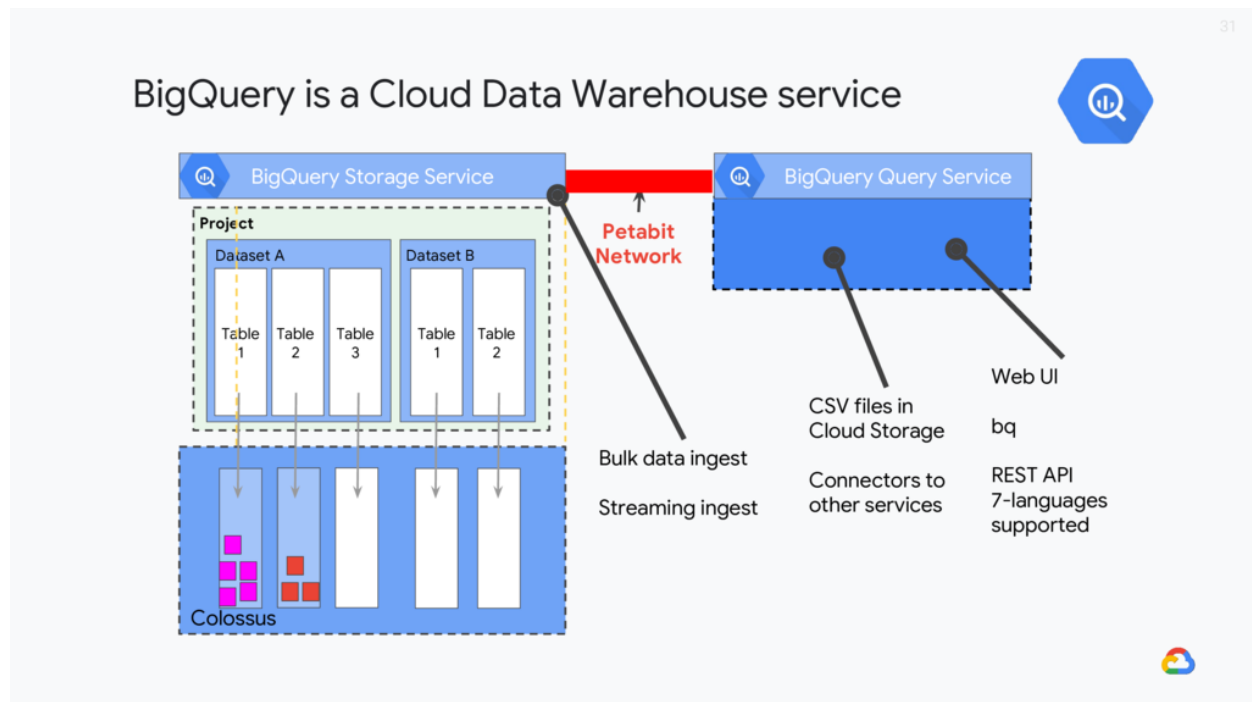 31
BigQuery is a Cloud Data Warehouse service
BigQuery Storage Service
BigQuery Query Service
Project
Dataset A
Dataset B
Table
1
Table
2
Table
3
Table
1
Table
2
Petabit
Network
Colossus
Bulk data ingest
Streaming ingest
CSV files in
Cloud Storage
Connectors to
other services
Web UI
bq
REST API
7-languages
supported